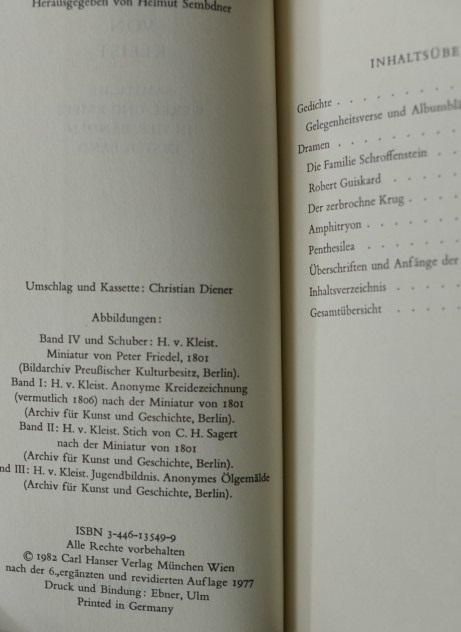 Herausgegeben von Helmut Sembdner
Umschlag und Kassette: Christian Diener
Abbildungen:
Band IV und Schuber: H. v. Kleist.
Miniatur von Peter Friedel, 1801
(Bildarchiv Preußischer Kulturbesitz, Berlin).
Band I: H. v. Kleist. Anonyme Kreidezeichnung
(vermutlich 1806) nach der Miniatur von 1801
(Archiv für Kunst und Geschichte, Berlin).
Band II: H. v. Kleist. Stich von C. H. Sagert
nach der Miniatur von 1801
(Archiv für Kunst und Geschichte, Berlin).
nd III: H. v. Kleist. Jugendbildnis. Anonymes Ölgemälde
(Archiv für Kunst und Geschichte, Berlin).
ISBN 3-446-13549-9
Alle Rechte vorbehalten
© 1982 Carl Hanser Verlag München Wien
nach der 6., ergänzten und revidierten Auflage 1977
Druck und Bindung: Ebner, Ulm
Printed in Germany
INHALTSÜBE
Gedichte . . . . . . . .
Gelegenheitsverse und Albumblä
Dramen . . . . . . . .
Die Familie Schroffenstein . . . .
Robert Guiskard . . . . .
Der zerbrochne Krug . . . . .
Amphitryon . . . . . .
Penthesilea . . . . . .
Überschriften und Anfänge der
Inhaltsverzeichnis . . . . .
Gesamtübersicht . . . . .